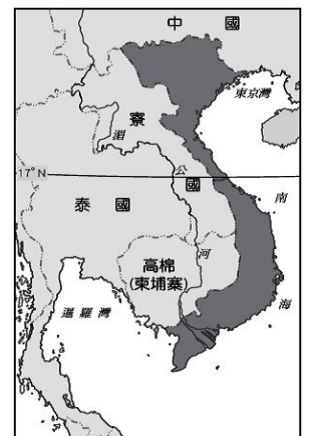 中 國
東京灣
寮
湄
17°N
公
國
泰 國
南
高棉
(柬埔寨)
河
暹羅灣
海